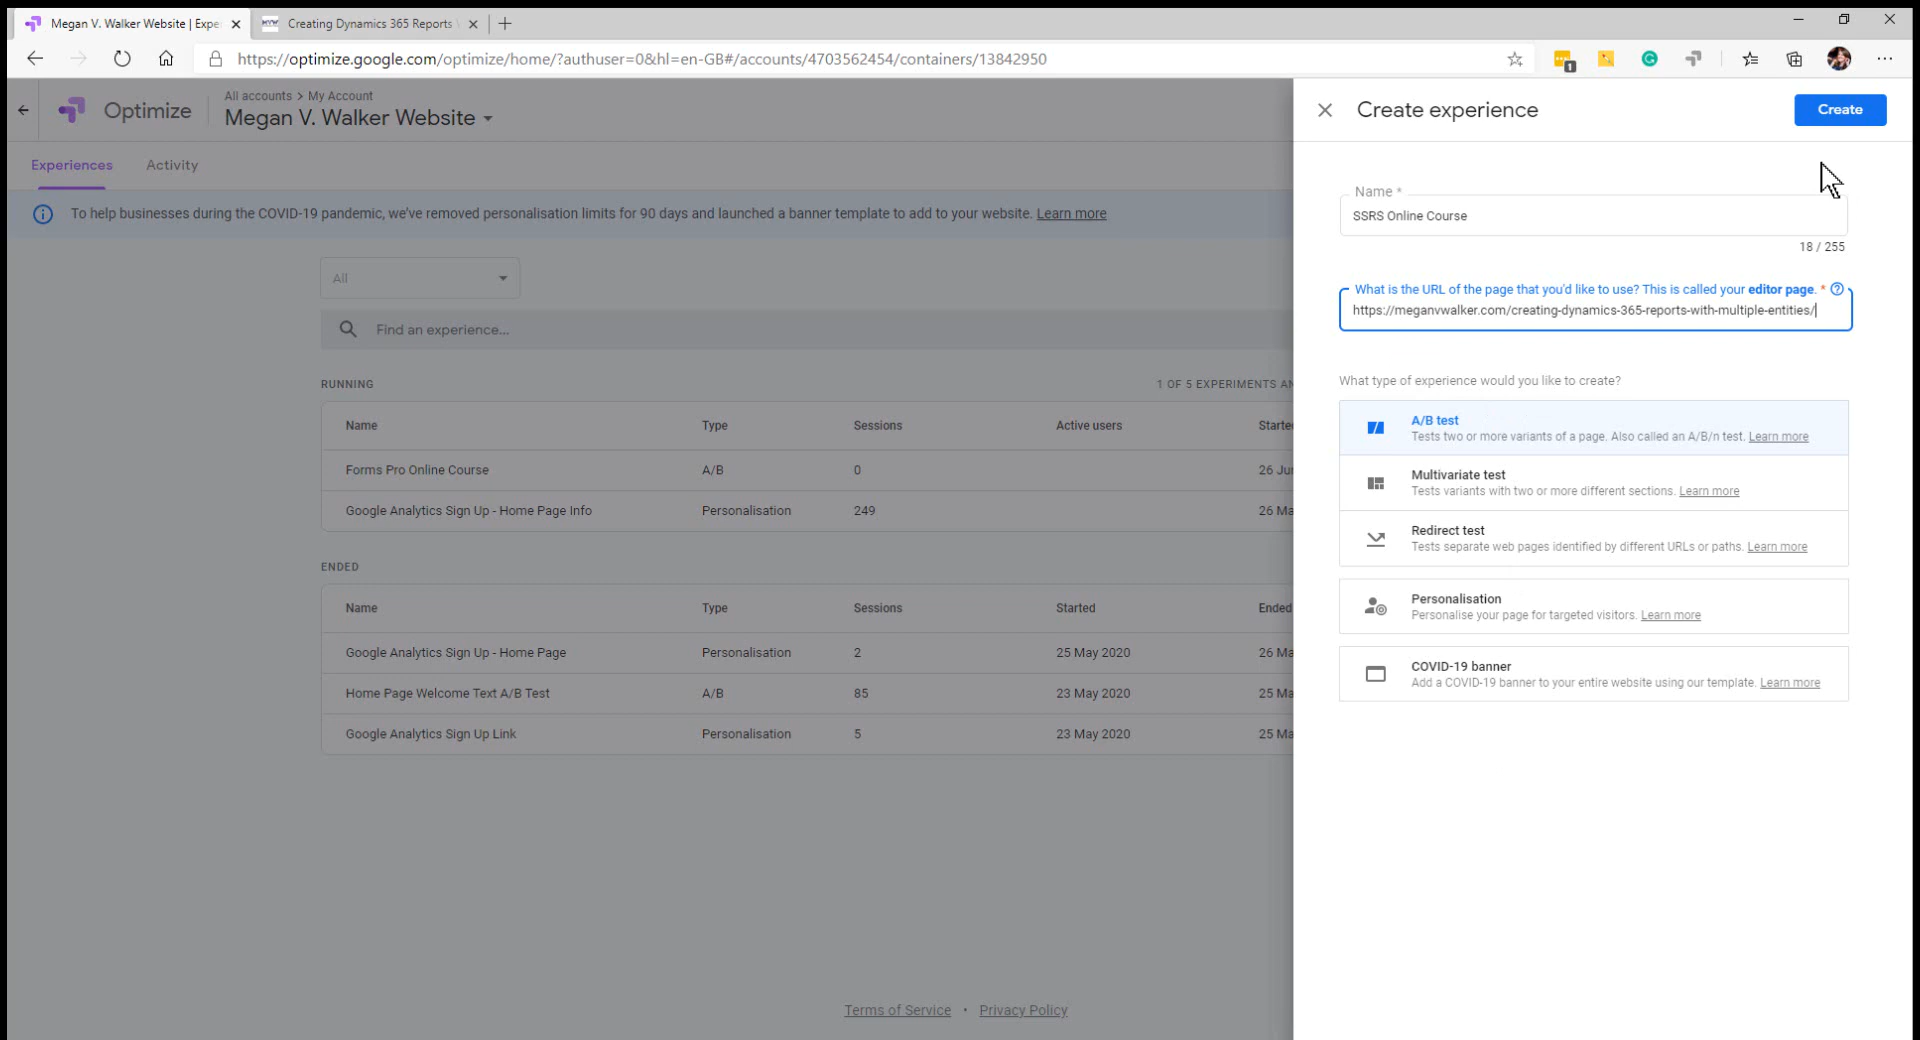 Megan V. Walker Website | Expe
Creating Dynamics 365 Reports
https://optimize.google.com/optimize/home/?authuser=0&hl=en-GB#/accounts/4703562454/containers/13842950
1
Optimize
All accounts > My Account
Megan V. Walker Website
Experiences
Activity
To help businesses during the COVID-19 pandemic, we've removed personalisation limits for 90 days and launched a banner template to add to your website. Learn more
All
Find an experience...
RUNNING
1 OF 5 EXPERIMENTS AN
Name Type Sessions Active users Starte
Forms Pro Online Course A/B 0 26 Ju
Google Analytics Sign Up - Home Page Info Personalisation 249 26 Ma
ENDED
Name Type Sessions Started Ended
Google Analytics Sign Up - Home Page Personalisation 2 25 May 2020 26 Ma
Home Page Welcome Text A/B Test A/B 85 23 May 2020 25 Ma
Google Analytics Sign Up Link Personalisation 5 23 May 2020 25 Ma
Terms of Service • Privacy Policy
Create experience
Create
Name *
SSRS Online Course
18 / 255
What is the URL of the page that you'd like to use? This is called your editor page. *
https://meganvwalker.com/creating-dynamics-365-reports-with-multiple-entities/
What type of experience would you like to create?
A/B test
Tests two or more variants of a page. Also called an A/B/n test. Learn more
Multivariate test
Tests variants with two or more different sections. Learn more
Redirect test
Tests separate web pages identified by different URLs or paths. Learn more
Personalisation
Personalise your page for targeted visitors. Learn more
COVID-19 banner
Add a COVID-19 banner to your entire website using our template. Learn more